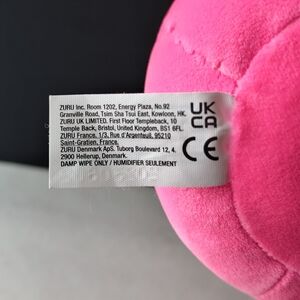 ZURU Inc. Room 1202, Energy Plaza, No.92
Granville Road, Tsim Sha Tsui East, Kowloon, HK.
ZURU UK LIMITED. First Floor Templeback, 10
Temple Back, Bristol, United Kingdom, BS1 6FL.
ZURU France, 1/3, Rue d'Argenteuil, 95210
Saint-Gratien, France.
ZURU Denmark ApS. Tuborg Boulevard 12, 4.
2900 Hellerup, Denmark.
DAMP WIPE ONLY / HUMIDIFIER SEULEMENT
UK
CA
CE